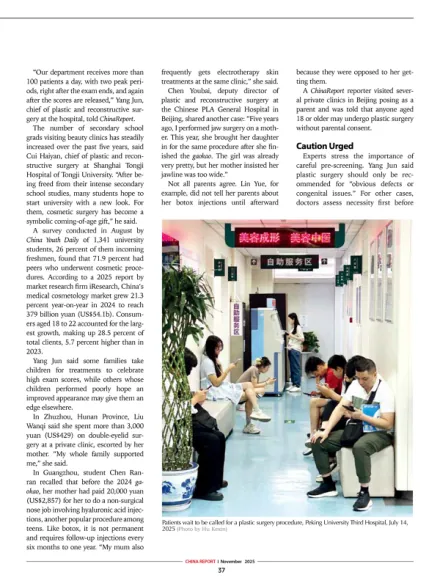 "Our department receives more than
100 patients a day, with two peak peri-
ods, right after the exam ends, and again
after the scores are released," Yang Jun,
chief of plastic and reconstructive sur-
gery at the hospital, told ChinaReport.
The number of secondary school
grads visiting beauty clinics has steadily
increased over the past five years, said
Cui Haiyan, chief of plastic and recon-
structive surgery at Shanghai Tongji
Hospital of Tongji University. "After be-
ing freed from their intense secondary
school studies, many students hope to
start university with a new look. For
them, cosmetic surgery has become a
symbolic coming-of-age gift," he said.
A survey conducted in August by
China Youth Daily of 1,341 university
students, 26 percent of them incoming
freshmen, found that 71.9 percent had
peers who underwent cosmetic proce-
dures. According to a 2025 report by
market research firm iResearch, China's
medical cosmetology market grew 21.3
percent year-on-year in 2024 to reach
379 billion yuan (US$54.1b). Consum-
ers aged 18 to 22 accounted for the larg-
est growth, making up 28.5 percent of
total clients, 5.7 percent higher than in
2023.
Yang Jun said some families take
children for treatments to celebrate
high exam scores, while others whose
children performed poorly hope an
improved appearance may give them an
edge elsewhere.
In Zhuzhou, Hunan Province, Liu
Wanqi said she spent more than 3,000
yuan (US$429) on double-eyelid sur-
gery at a private clinic, escorted by her
mother. "My whole family supported
me," she said.
In Guangzhou, student Chen Ran-
ran recalled that before the 2024 ga-
okao, her mother had paid 20,000 yuan
(US$2,857) for her to do a non-surgical
nose job involving hyaluronic acid injec-
tions, another popular procedure among
teens. Like botox, it is not permanent
and requires follow-up injections every
six months to one year. "My mum also
frequently gets electrotherapy skin
treatments at the same clinic," she said.
Chen Youbai, deputy director of
plastic and reconstructive surgery at
the Chinese PLA General Hospital in
Beijing, shared another case: "Five years
ago, I performed jaw surgery on a moth-
er. This year, she brought her daughter
in for the same procedure after she fin-
ished the gaokao. The girl was already
very pretty, but her mother insisted her
jawline was too wide."
Not all parents agree. Lin Yue, for
example, did not tell her parents about
her botox injections until afterward
because they were opposed to her get-
ting them.
A ChinaReport reporter visited sever-
al private clinics in Beijing posing as a
parent and was told that anyone aged
18 or older may undergo plastic surgery
without parental consent.
Caution Urged
Experts stress the importance of
careful pre-screening. Yang Jun said
plastic surgery should only be rec-
ommended for "obvious defects or
congenital issues." For other cases,
doctors assess necessity first before
美容成形 美容中国
自助服务区
自助服务区
Patients wait to be called for a plastic surgery procedure, Peking University Third Hospital, July 14,
2025 (Photo by Hu Kenin)
CHINA REPORT | November 2025
37